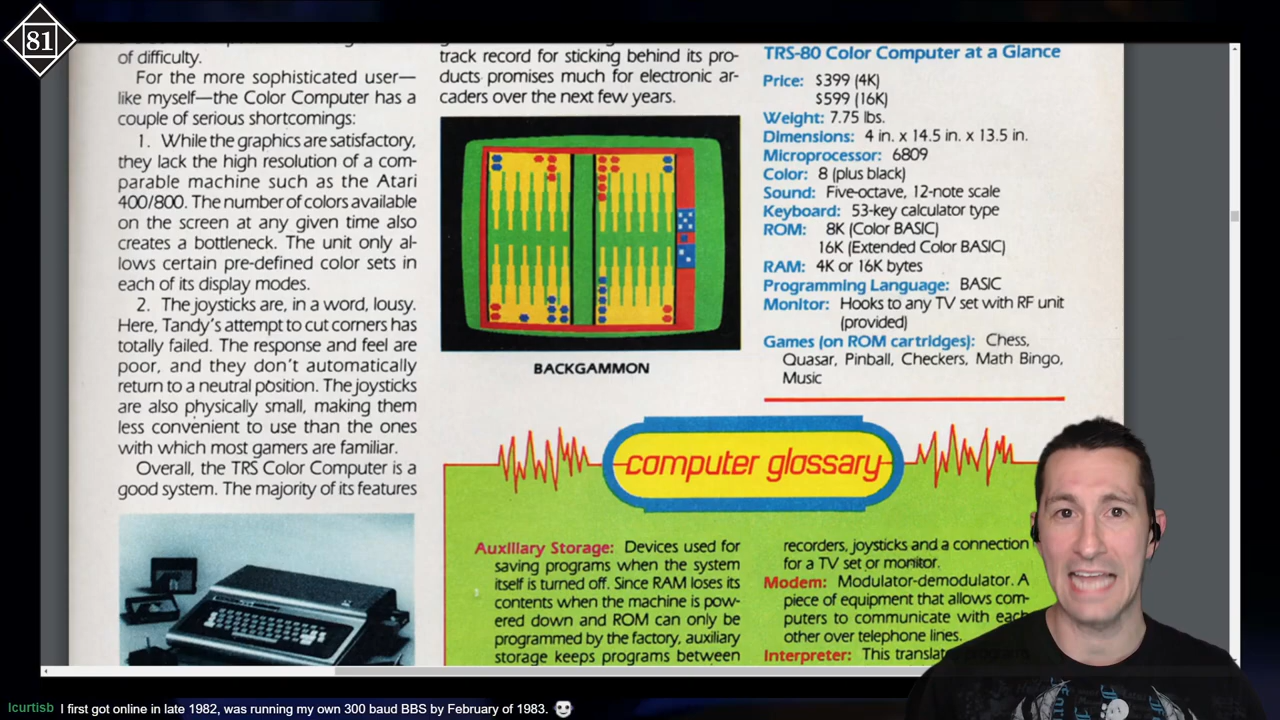 81
of difficulty.
For the more sophisticated user—
like myself—the Color Computer has a
couple of serious shortcomings:
1. While the graphics are satisfactory,
they lack the high resolution of a com-
parable machine such as the Atari
400/800. The number of colors available
on the screen at any given time also
creates a bottleneck. The unit only al-
lows certain pre-defined color sets in
each of its display modes.
2. The joysticks are, in a word, lousy.
Here, Tandy's attempt to cut corners has
totally failed. The response and feel are
poor, and they don't automatically
return to a neutral position. The joysticks
are also physically small, making them
less convenient to use than the ones
with which most gamers are familiar.
Overall, the TRS Color Computer is a
good system. The majority of its features
track record for sticking behind its pro-
ducts promises much for electronic ar-
caders over the next few years.
BACKGAMMON
TRS-80 Color Computer at a Glance
Price: $399 (4K)
$599 (16K)
Weight: 7.75 lbs.
Dimensions: 4 in. x 14.5 in. x 13.5 in.
Microprocessor: 6809
Color: 8 (plus black)
Sound: Five-octave, 12-note scale
Keyboard: 53-key calculator type
ROM: 8K (Color BASIC)
16K (Extended Color BASIC)
RAM: 4K or 16K bytes
Programming Language: BASIC
Monitor: Hooks to any TV set with RF unit
(provided)
Games (on ROM cartridges): Chess,
Quasar, Pinball, Checkers, Math Bingo,
Music
computer glossary
Auxiliary Storage: Devices used for
saving programs when the system
itself is turned off. Since RAM loses its
contents when the machine is pow-
ered down and ROM can only be
programmed by the factory, auxiliary
storage keeps programs between
recorders, joysticks and a connection
for a TV set or monitor.
Modem: Modulator-demodulator. A
piece of equipment that allows com-
puters to communicate with each
other over telephone lines.
Interpreter: This
lcurtisb I first got online in late 1982, was running my own 300 baud BBS by February of 1983.